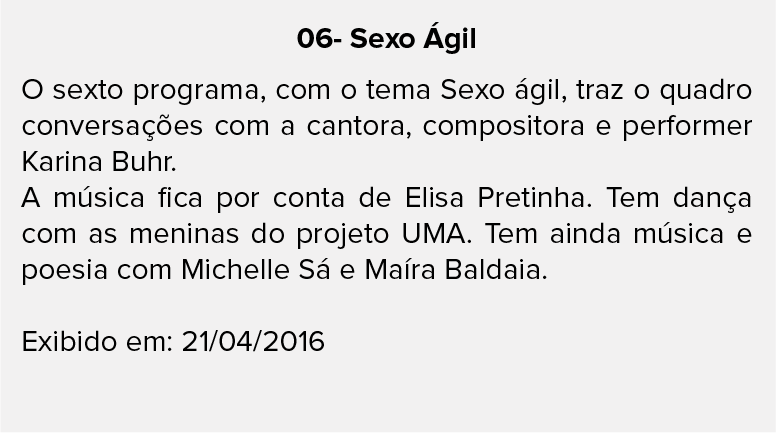 06- Sexo Ágil
O sexto programa, com o tema Sexo ágil, traz o quadro
conversações com a cantora, compositora e performer
Karina Buhr.
A música fica por conta de Elisa Pretinha. Tem dança
com as meninas do projeto UMA. Tem ainda música e
poesia com Michelle Sá e Maíra Baldaia.
Exibido em: 21/04/2016